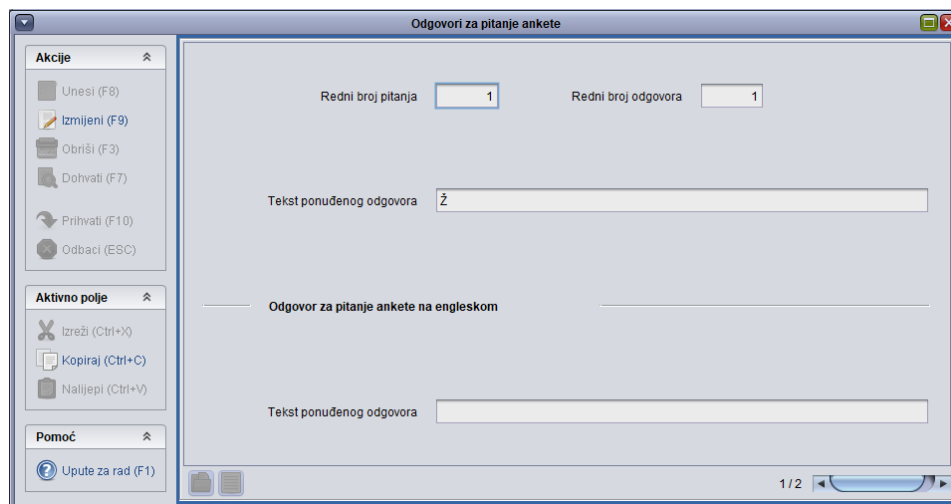 Odgovori za pitanje ankete
Akcije
Unesi (F8)
Izmijeni (F9)
Obriši (F3)
Dohvati (F7)
Prihvati (F10)
Odbaci (ESC)
Aktivno polje
Izreži (Ctrl+X)
Kopiraj (Ctrl+C)
Nalijepi (Ctrl+V)
Pomoć
Upute za rad (F1)
Redni broj pitanja 1 Redni broj odgovora 1
Tekst ponuđenog odgovora Ž
Odgovor za pitanje ankete na engleskom
Tekst ponuđenog odgovora
1 / 2